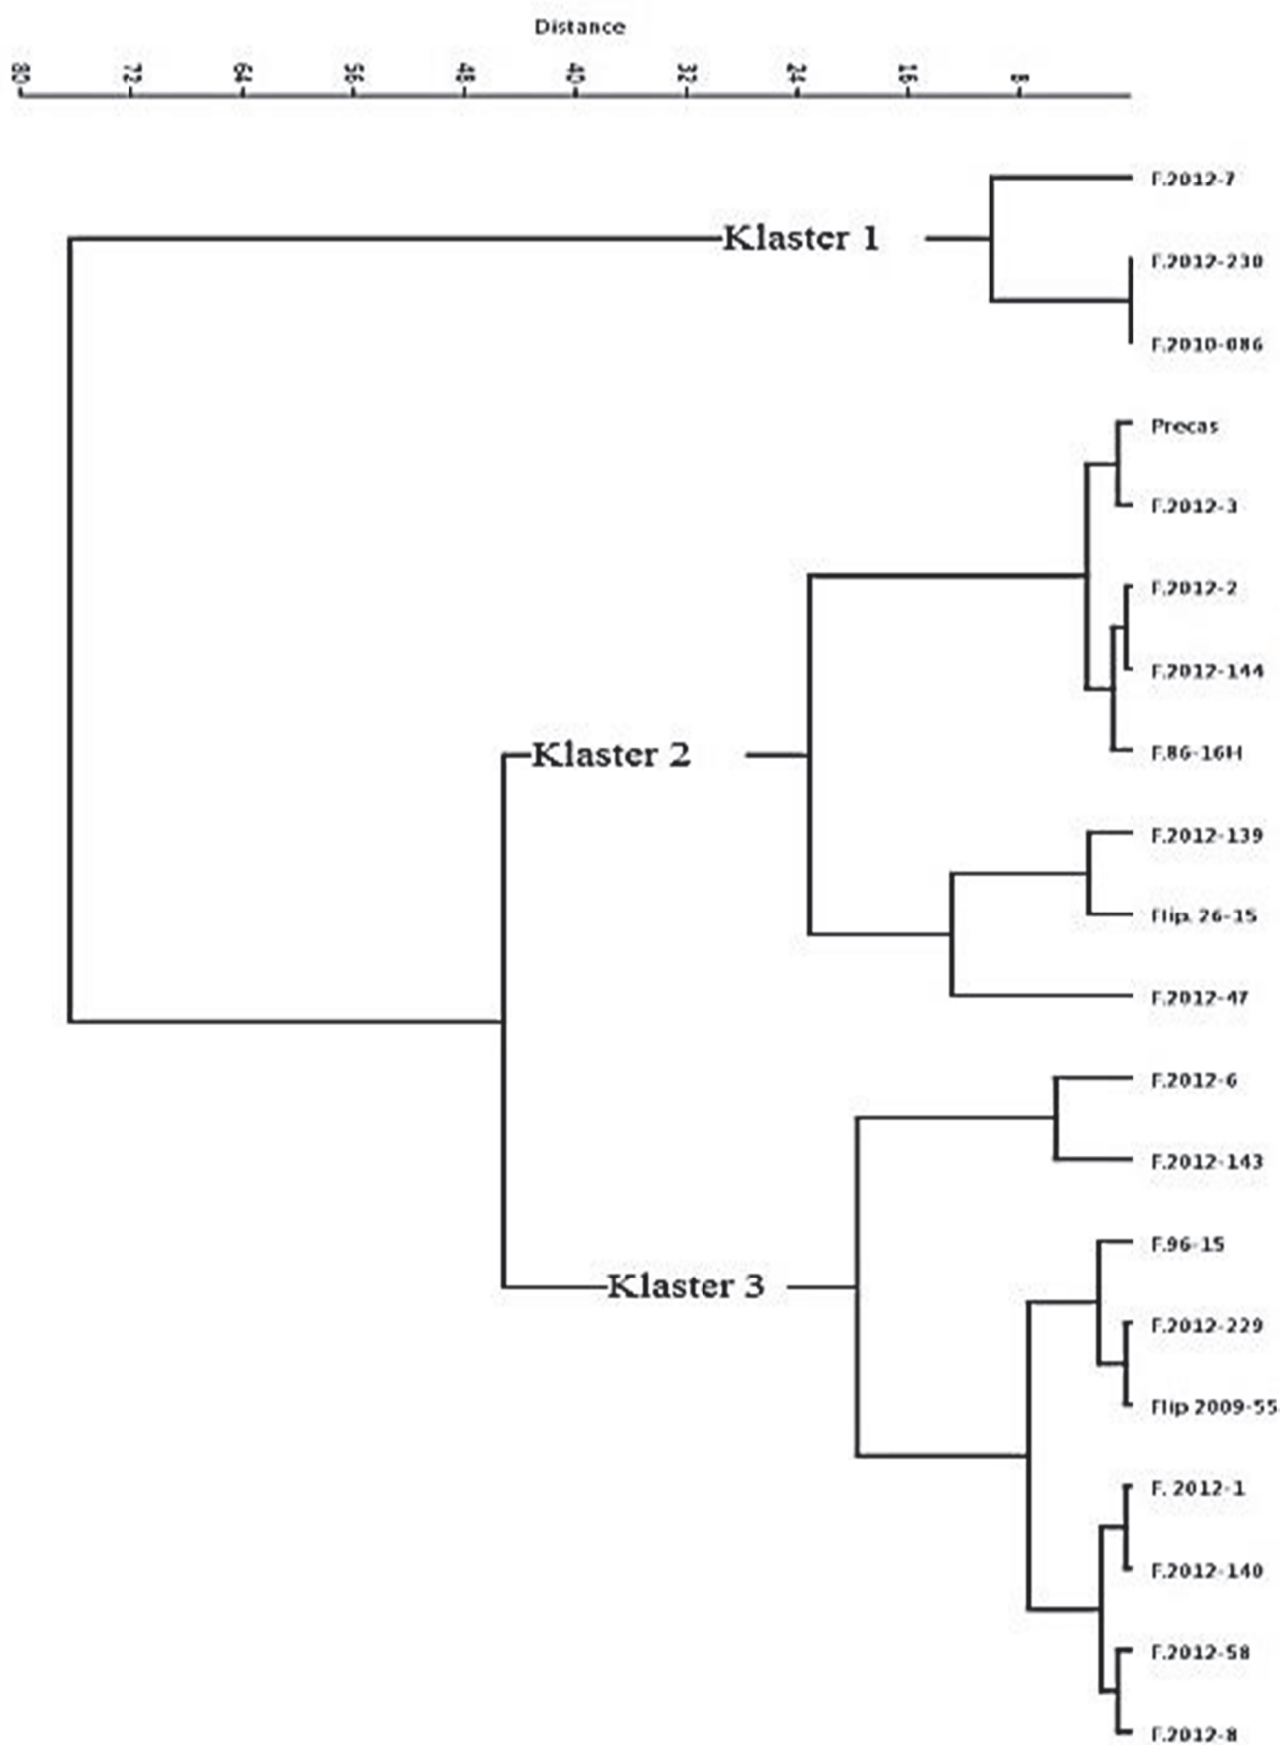 Distance
80 72 64 56 48 40 32 24 16 8
F.2012-7
Klaster 1
F.2012-230
F.2010-086
Precas
F.2012-3
F.2012-2
F.2012-144
F.86-16H
Klaster 2
F.2012-139
Flip. 26-15
F.2012-47
F.2012-6
F.2012-143
F.96-15
Klaster 3
F.2012-229
Flip 2009-55
F. 2012-1
F.2012-140
F.2012-58
F.2012-8